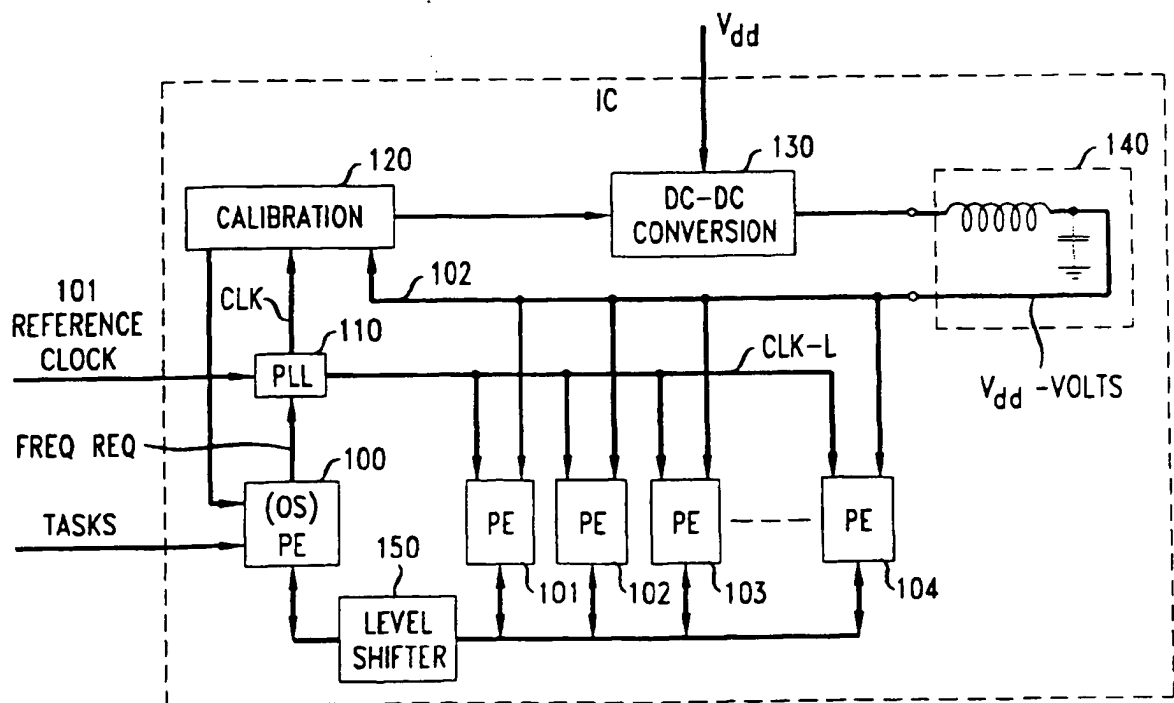 Vdd
IC
120
130
140
CALIBRATION
DC-DC
CONVERSION
102
101
REFERENCE
CLOCK
CLK
110
PLL
CLK-L
Vdd -VOLTS
FREQ REQ
100
(OS)
PE
TASKS
PE
PE
PE
PE
150
101
102
103
104
LEVEL
SHIFTER